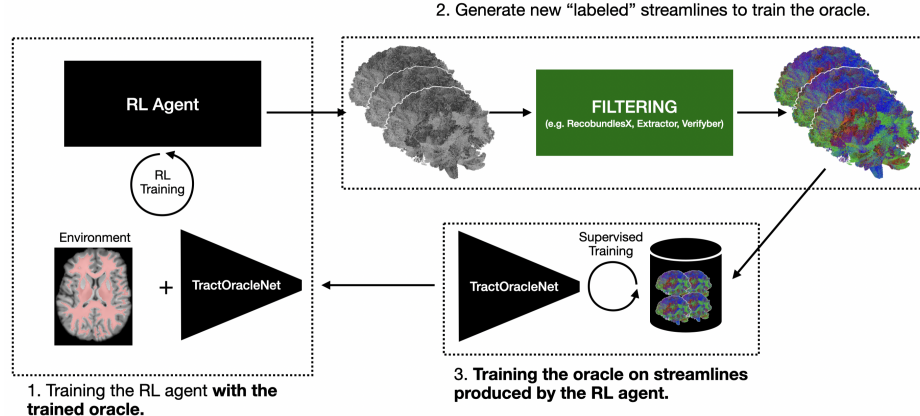 2. Generate new “labeled” streamlines to train the oracle.
RL Agent
FILTERING
(e.g. RecobundlesX, Extractor, Verifyber)
RL
Training
Environment
+
TractOracleNet
Supervised
Training
TractOracleNet
1. Training the RL agent with the
trained oracle.
3. Training the oracle on streamlines
produced by the RL agent.